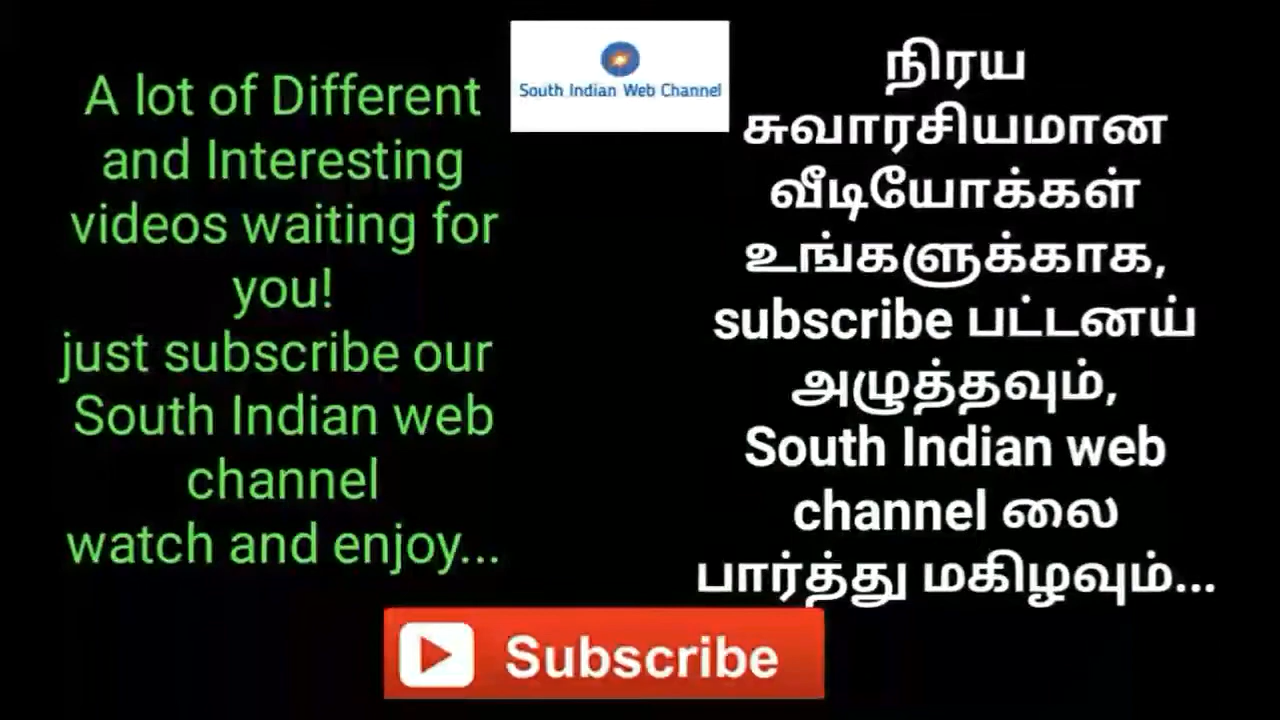 South Indian Web Channel
A lot of Different
and Interesting
videos waiting for
you!
just subscribe our
South Indian web
channel
watch and enjoy...
நிரய
சுவாரசியமான
வீடியோக்கள்
உங்களுக்காக,
subscribe பட்டனய்
அழுத்தவும்,
South Indian web
channel லை
பார்த்து மகிழவும்...
Subscribe